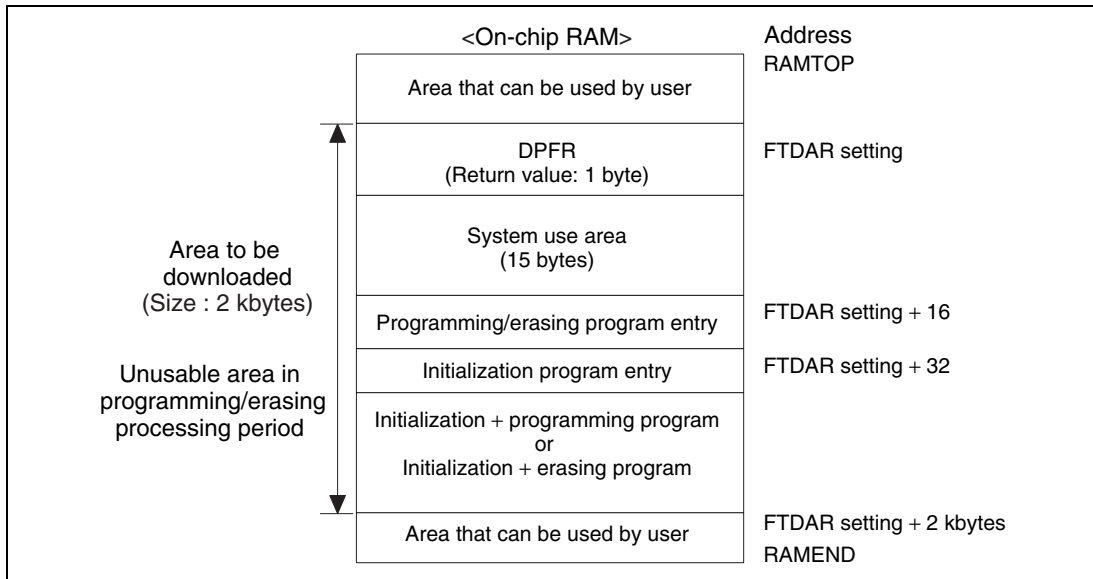 <On-chip RAM>
Address
RAMTOP
Area that can be used by user
DPFR
(Return value: 1 byte)
FTDAR setting
System use area
(15 bytes)
Area to be
downloaded
(Size : 2 kbytes)
Programming/erasing program entry
FTDAR setting + 16
Initialization program entry
FTDAR setting + 32
Unusable area in
programming/erasing
processing period
Initialization + programming program
or
Initialization + erasing program
Area that can be used by user
FTDAR setting + 2 kbytes
RAMEND